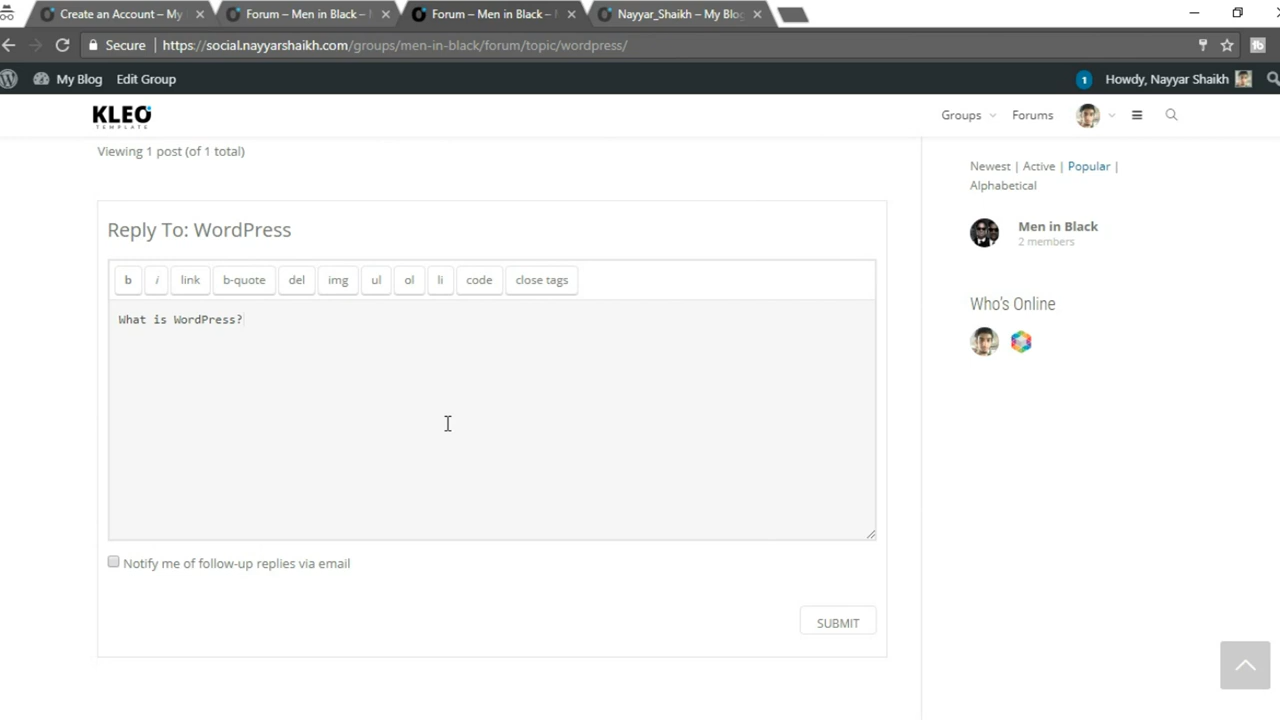 Create an Account – My
Forum – Men in Black –
Forum – Men in Black –
Nayyar_Shaikh – My Blog
Secure
https://social.nayyarshaikh.com/groups/men-in-black/forum/topic/wordpress/
My Blog
Edit Group
1
Howdy, Nayyar Shaikh
KLEO
TEMPLATE
Groups
Forums
Viewing 1 post (of 1 total)
Reply To: WordPress
b
i
link
b-quote
del
img
ul
ol
li
code
close tags
What is WordPress?
Notify me of follow-up replies via email
SUBMIT
Newest | Active | Popular |
Alphabetical
Men in Black
2 members
Who's Online